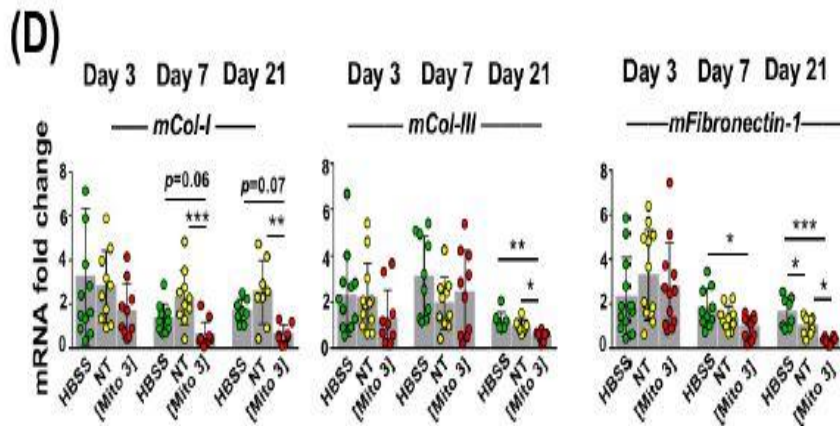 (D)
Day 3 Day 7 Day 21
mCol-I
Day 3 Day 7 Day 21
mCol-III
Day 3 Day 7 Day 21
mFibronectin-1
mRNA fold change
8
6
4
2
0
p=0.06
***
p=0.07
**
HBSS NT [Mito 3] HBSS NT [Mito 3] HBSS NT [Mito 3]
8
6
4
2
0
**
*
HBSS NT [Mito 3] HBSS NT [Mito 3] HBSS NT [Mito 3]
8
6
4
2
0
*
***
*
*
HBSS NT [Mito 3] HBSS NT [Mito 3] HBSS NT [Mito 3]